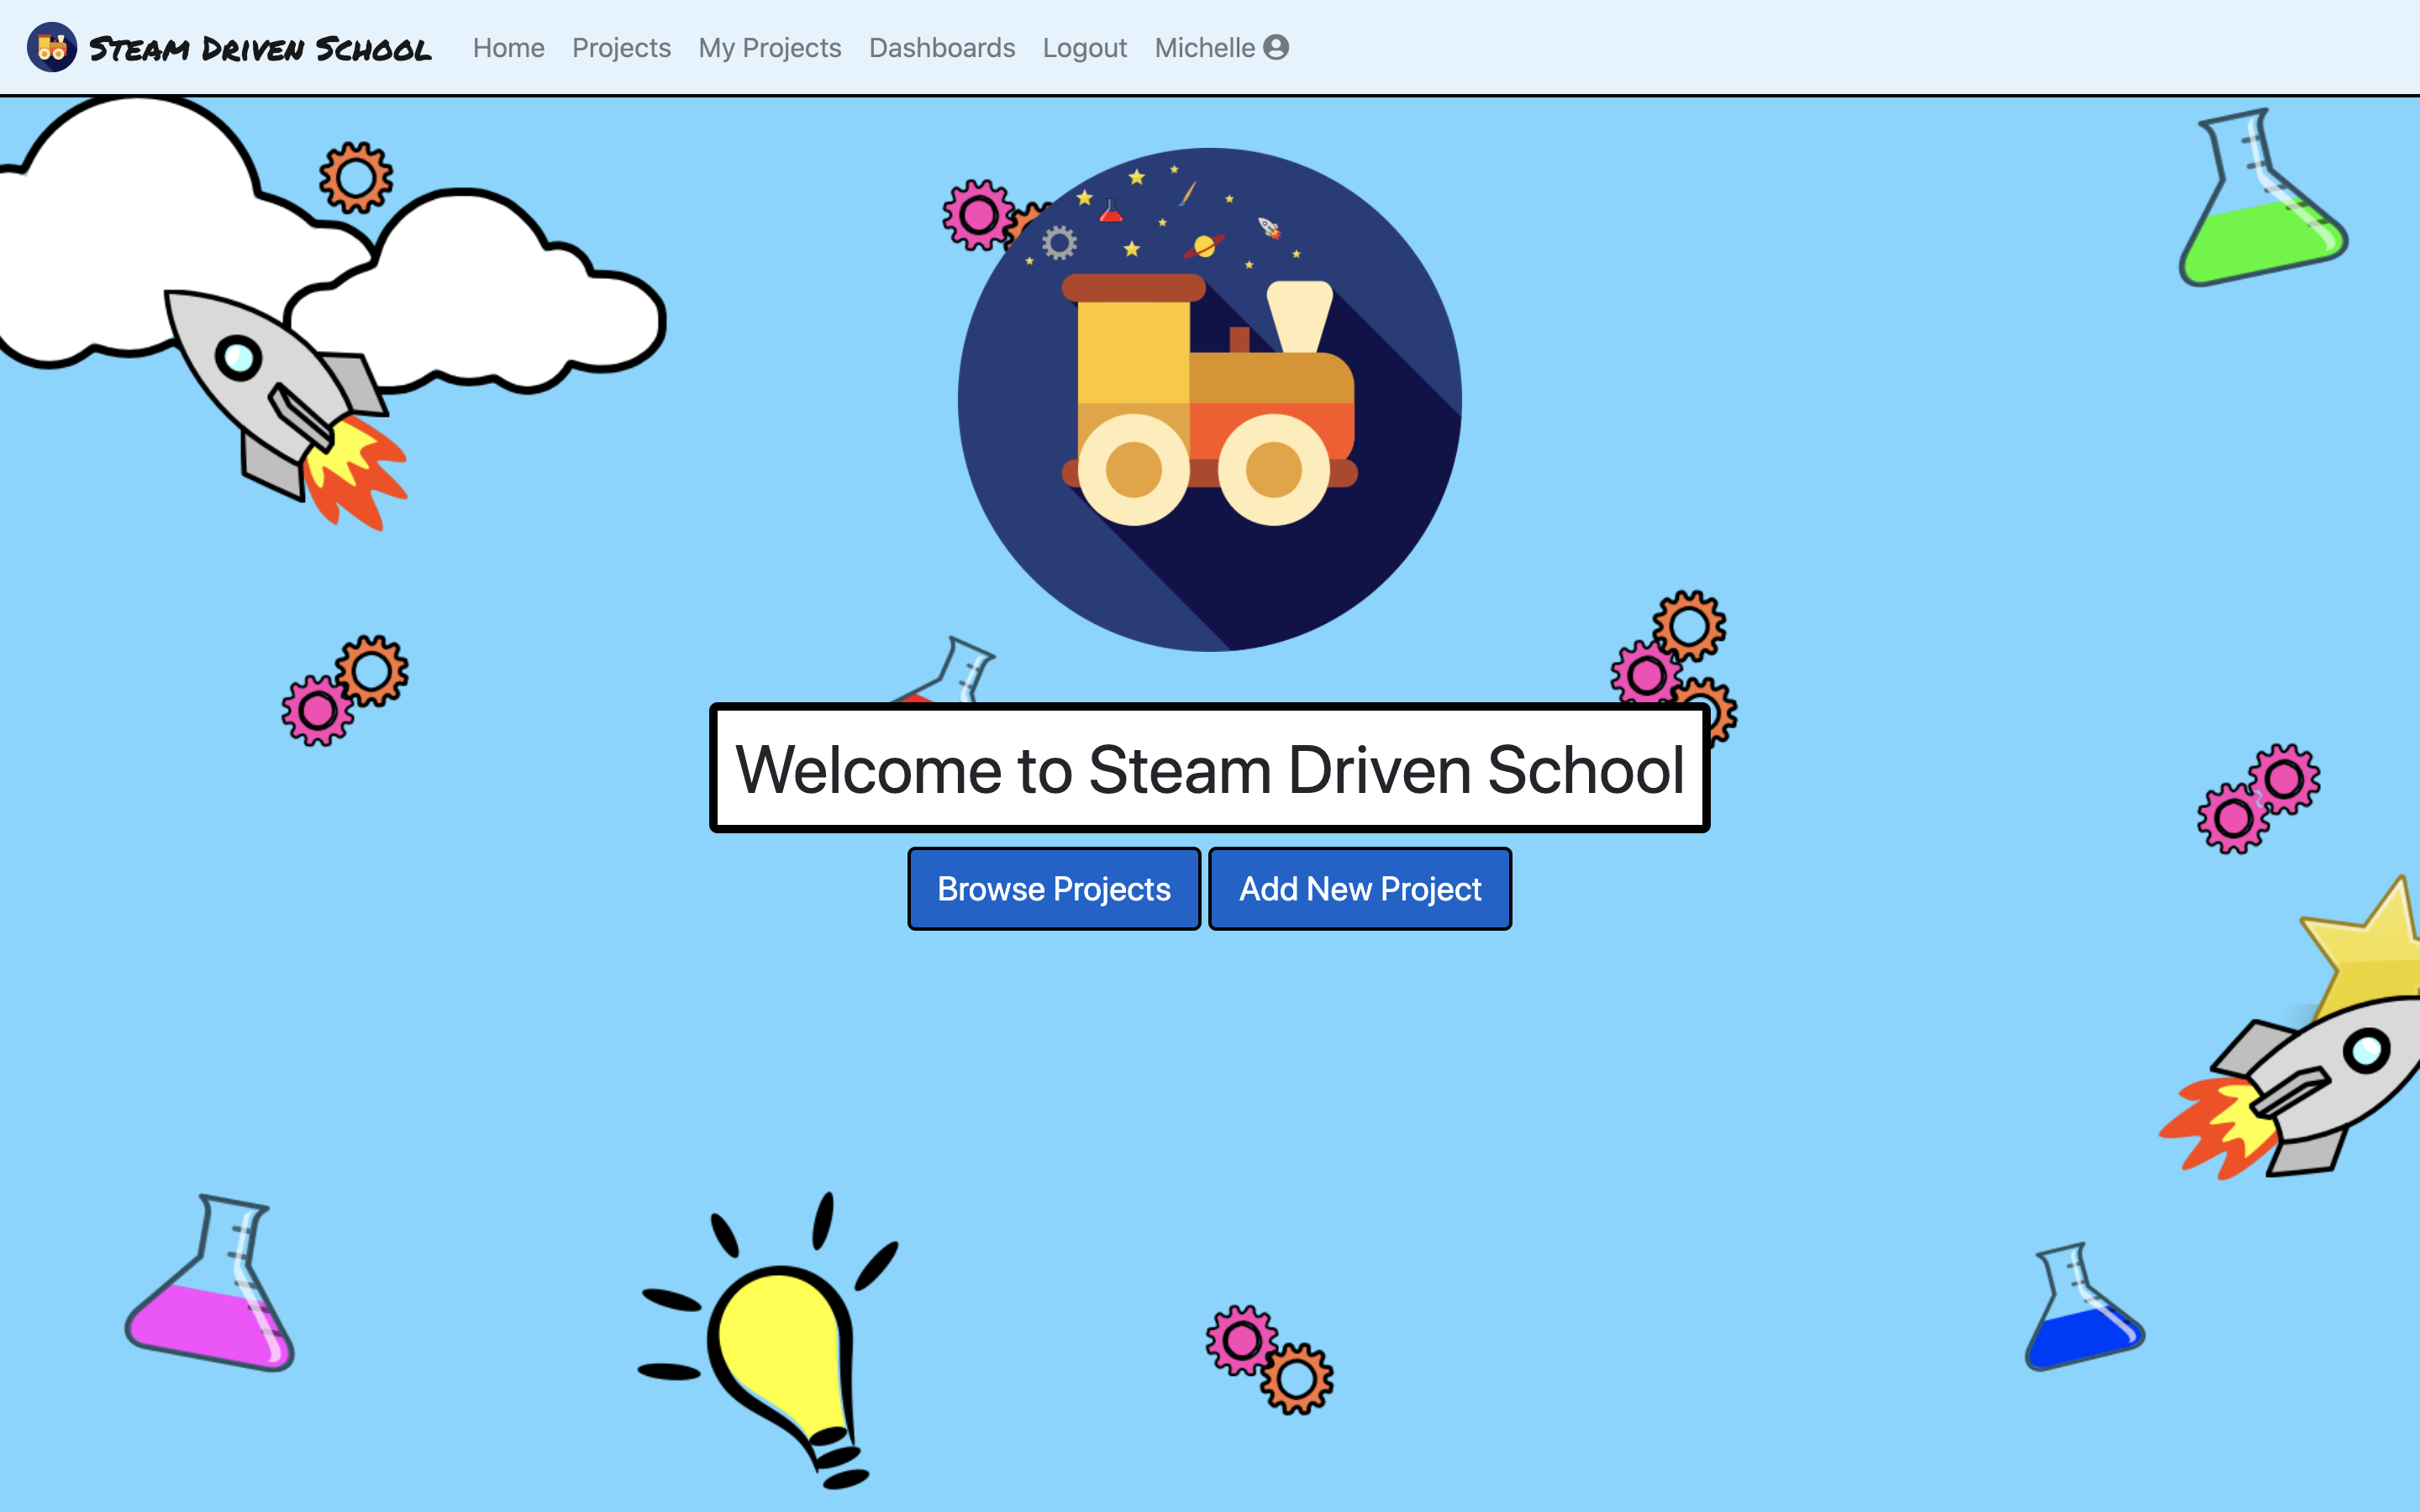 Steam Driven School Home Projects My Projects Dashboards Logout Michelle
Welcome to Steam Driven School
Browse Projects Add New Project